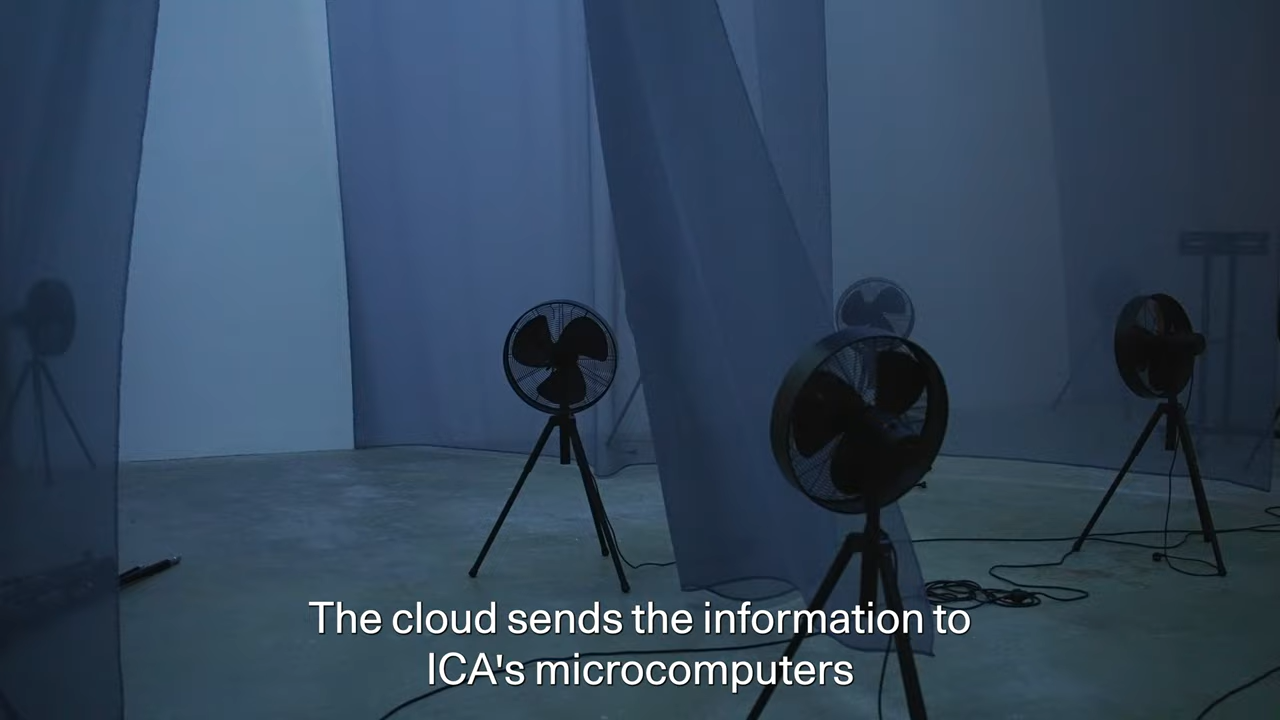 The cloud sends the information to
ICA's microcomputers